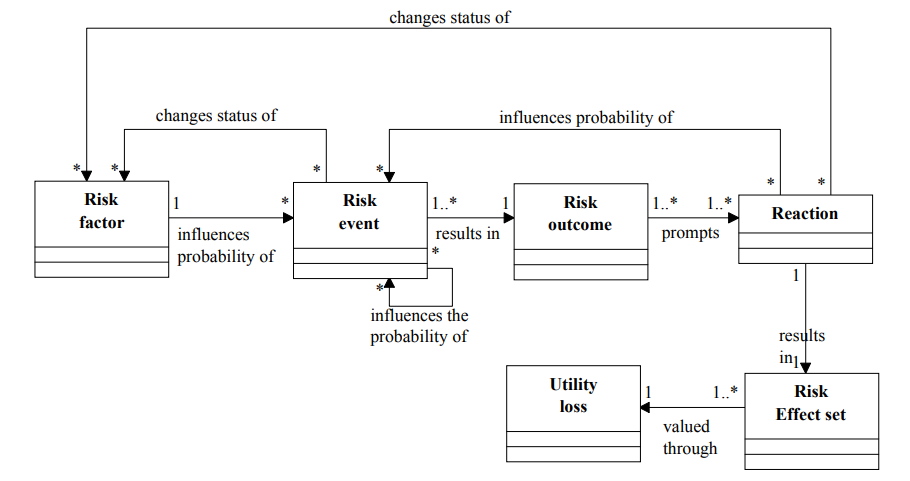 changes status of
changes status of
influences probability of
* * * * * *
Risk
factor
1
influences
probability of
*
Risk
event
1..*
results in
1
*
*
influences the
probability of
Risk
outcome
1..*
prompts
1..*
Reaction
1
results
in
1
Risk
Effect set
1..*
valued
through
1
Utility
loss